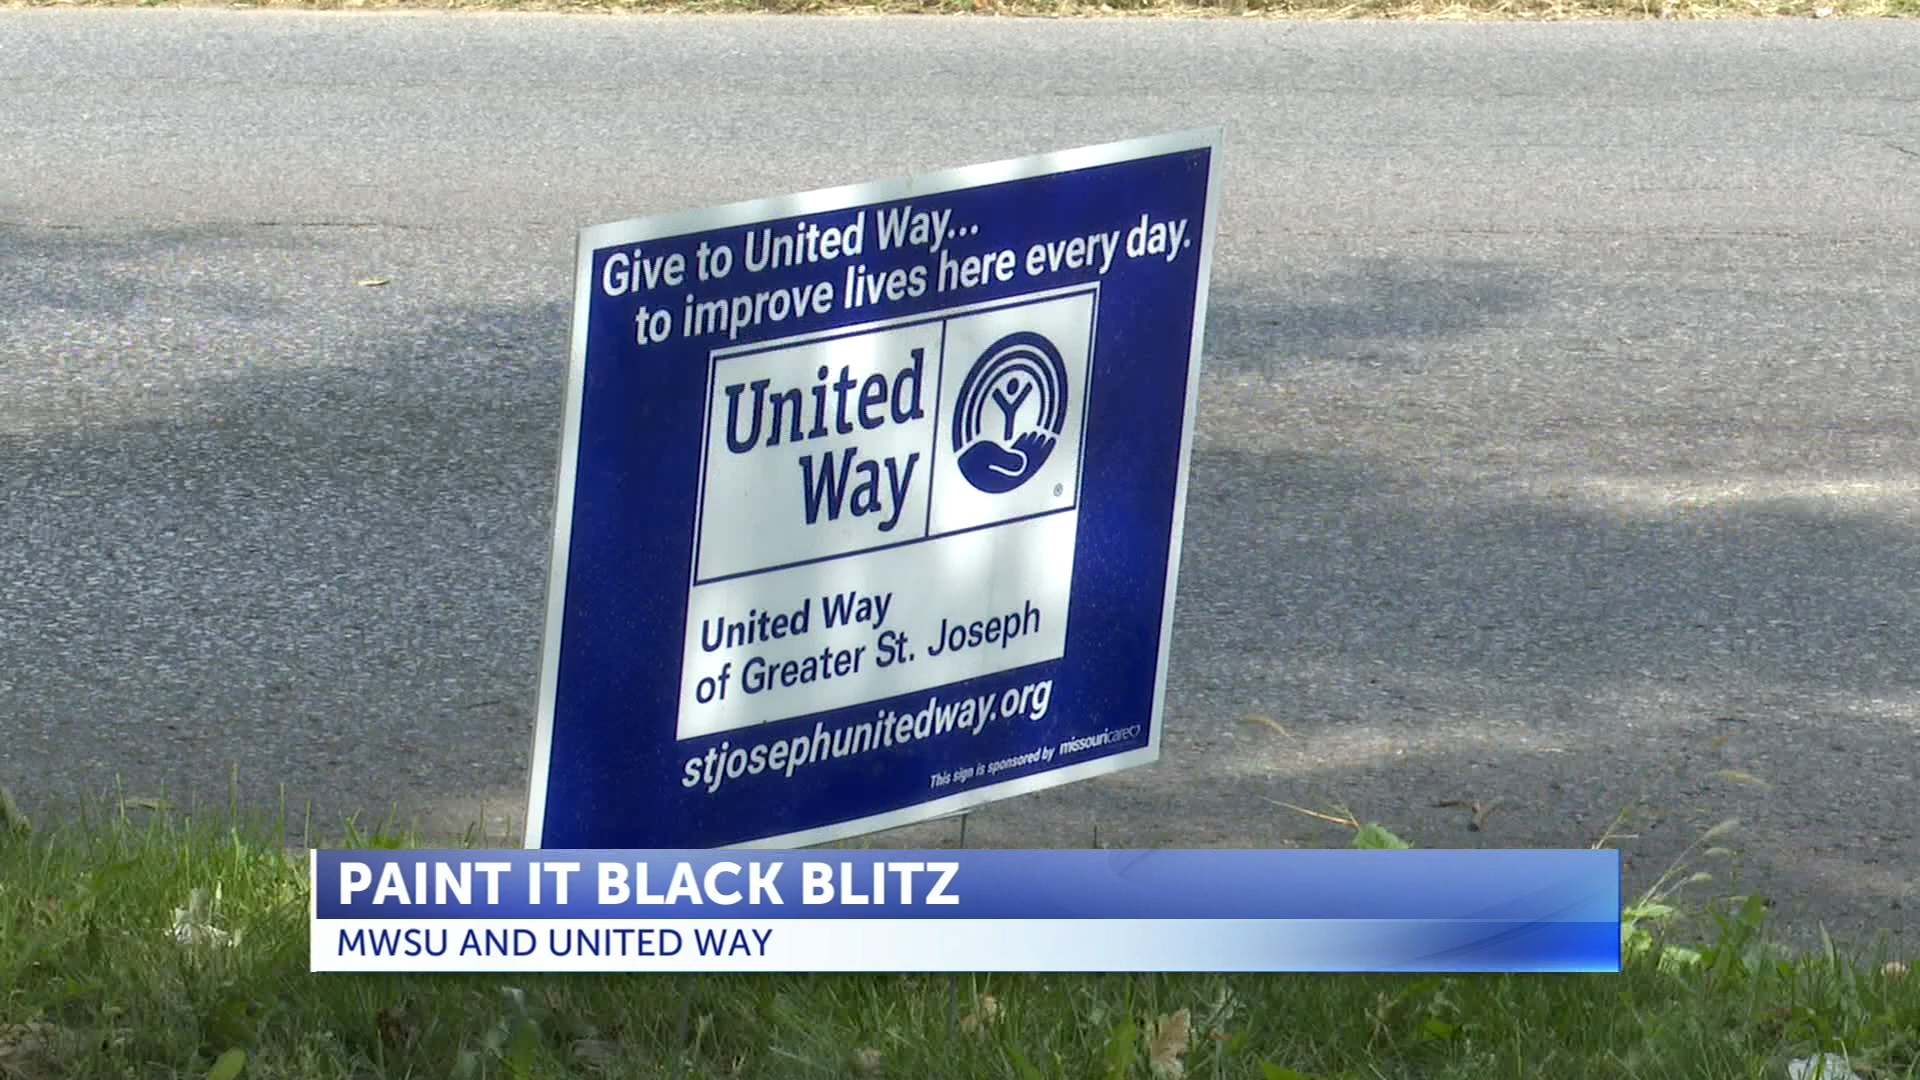 Give to United Way...
to improve lives here every day.
United
Way
®
United Way
of Greater St. Joseph
stjosephunitedway.org
This sign is sponsored by missouricare
PAINT IT BLACK BLITZ
MWSU AND UNITED WAY